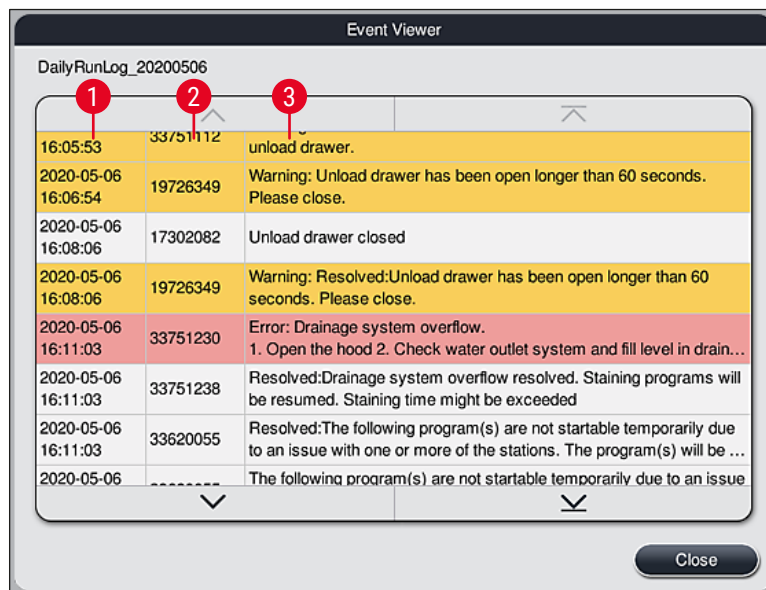 Event Viewer
DailyRunLog_20200506
1
2
3
16:05:53
33751112
unload drawer.
2020-05-06
16:06:54
19726349
Warning: Unload drawer has been open longer than 60 seconds.
Please close.
2020-05-06
16:08:06
17302082
Unload drawer closed
2020-05-06
16:08:06
19726349
Warning: Resolved:Unload drawer has been open longer than 60
seconds. Please close.
2020-05-06
16:11:03
33751230
Error: Drainage system overflow.
1. Open the hood 2. Check water outlet system and fill level in drain...
2020-05-06
16:11:03
33751238
Resolved:Drainage system overflow resolved. Staining programs will
be resumed. Staining time might be exceeded
2020-05-06
16:11:03
33620055
Resolved:The following program(s) are not startable temporarily due
to an issue with one or more of the stations. The program(s) will be ...
2020-05-06
The following program(s) are not startable temporarily due to an issue
Close